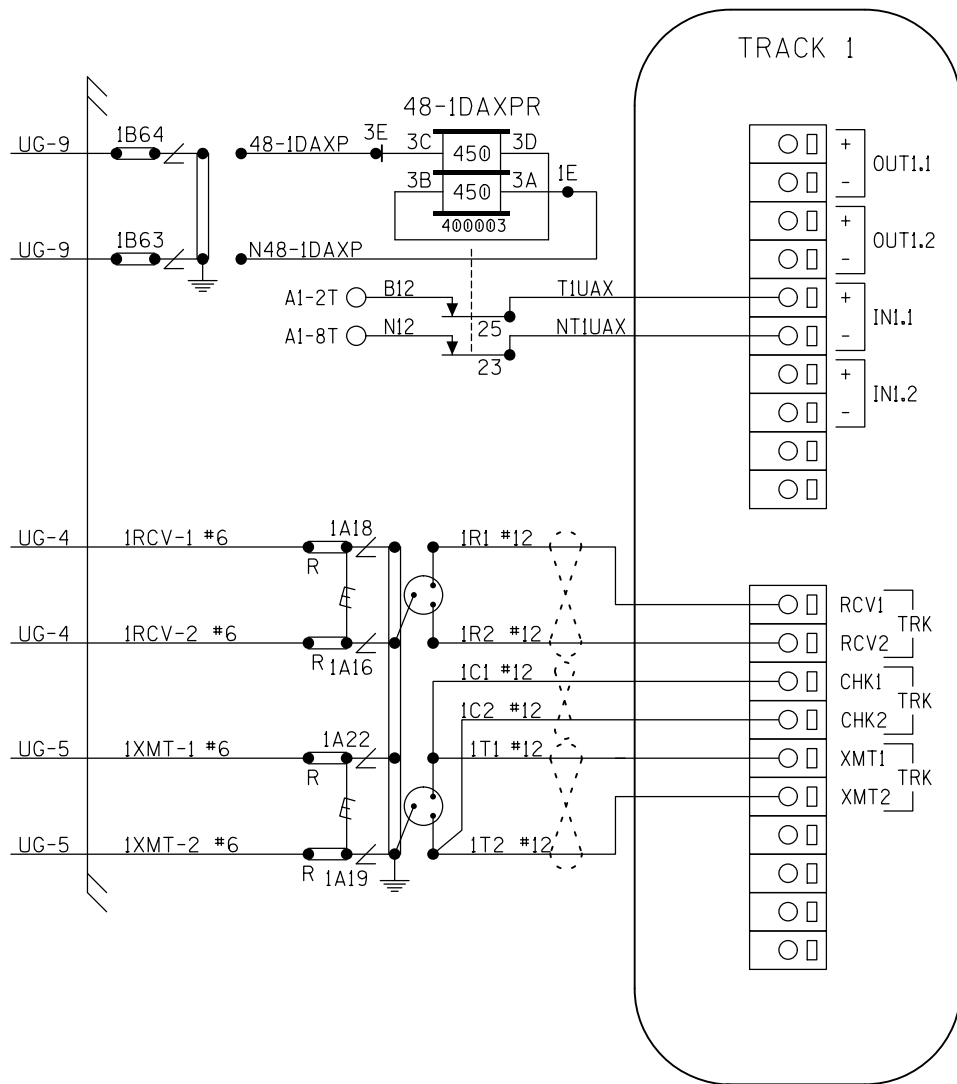 TRACK 1
48-1DAXPR
UG-9 1B64 48-1DAXP 3E 3C 450 3D
3B 450 3A 1E
400003
UG-9 1B63 N48-1DAXP
A1-2T B12 25 T1UAX
A1-8T N12 23 NT1UAX
+ OUT1.1
-
+ OUT1.2
-
+ IN1.1
-
+ IN1.2
-
UG-4 1RCV-1 #6 R 1A18 1R1 #12 RCV1
TRK
UG-4 1RCV-2 #6 R 1A16 1R2 #12 RCV2
1C1 #12 CHK1
TRK
1C2 #12 CHK2
UG-5 1XMT-1 #6 R 1A22 1T1 #12 XMT1
TRK
XMT2
UG-5 1XMT-2 #6 R 1A19 1T2 #12